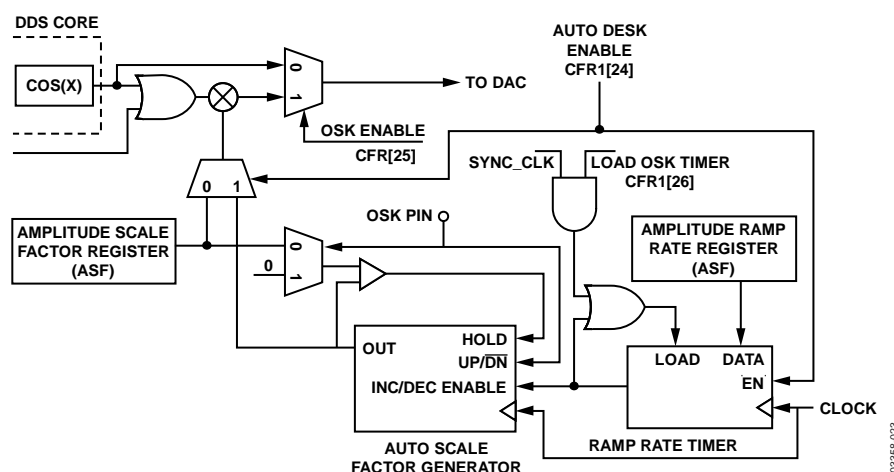 DDS CORE
COS(X)
0
1
TO DAC
OSK ENABLE
CFR[25]
AUTO DESK
ENABLE
CFR1[24]
SYNC_CLK
LOAD OSK TIMER
CFR1[26]
0 1
OSK PIN
AMPLITUDE SCALE
FACTOR REGISTER
(ASF)
0
0
1
AMPLITUDE RAMP
RATE REGISTER
(ASF)
OUT
HOLD
UP/DN
INC/DEC ENABLE
LOAD DATA
EN
CLOCK
RAMP RATE TIMER
AUTO SCALE
FACTOR GENERATOR
03358-023